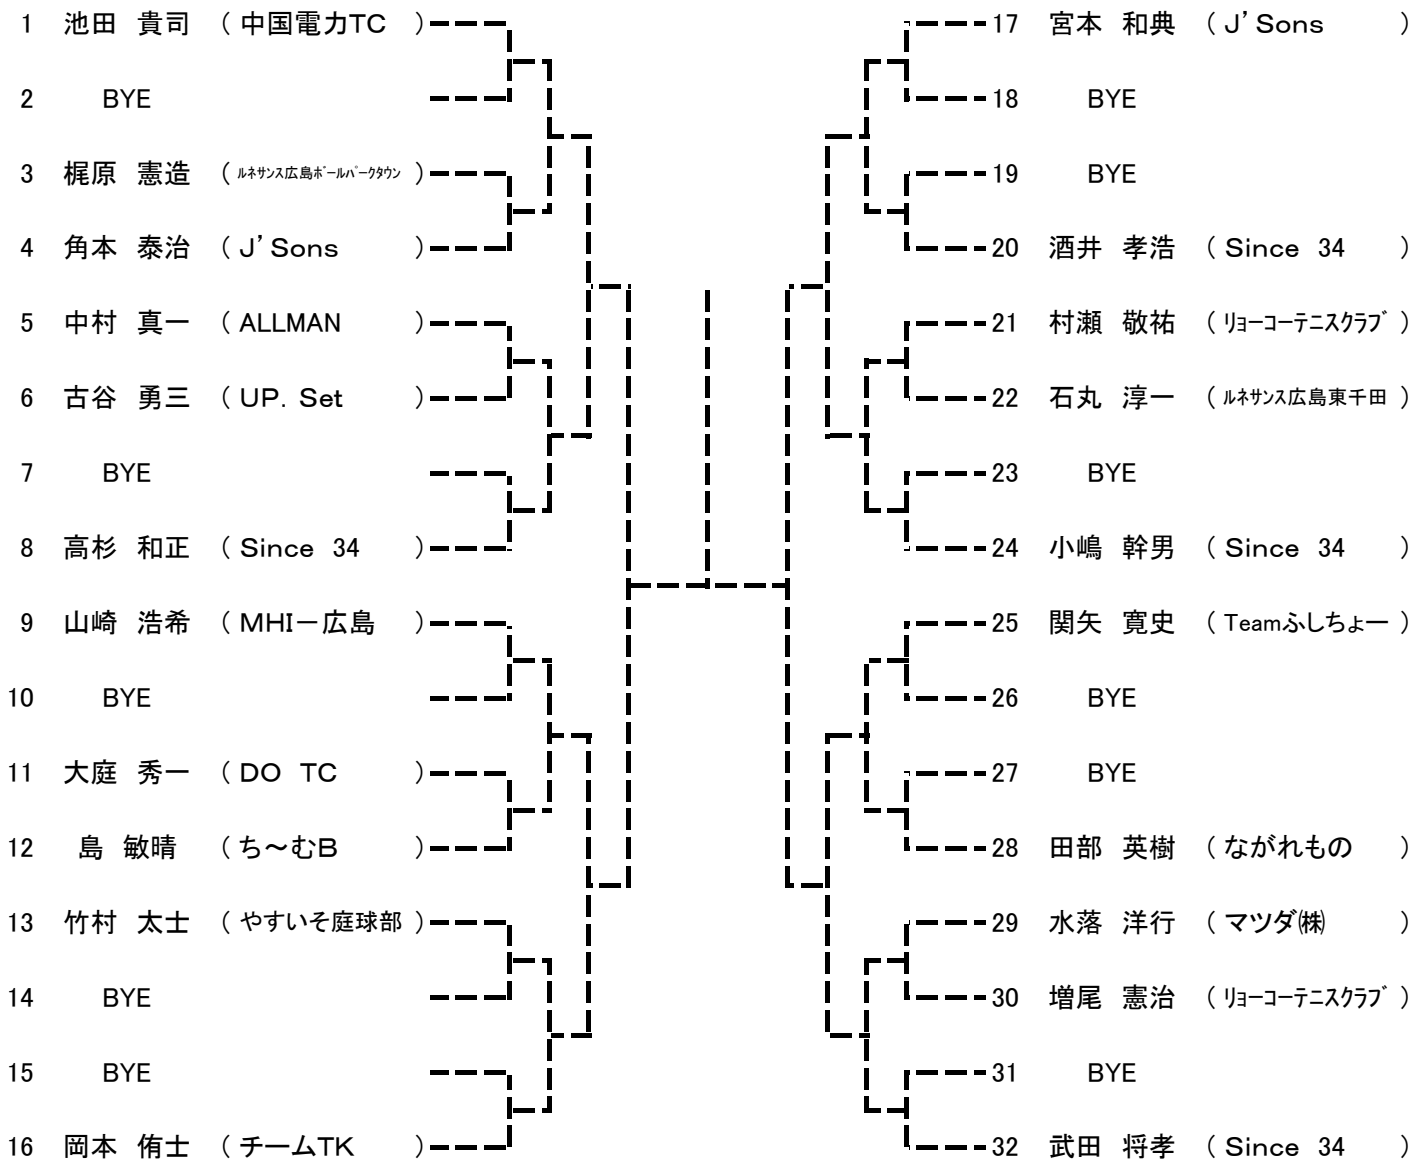 1 池田 貴司 ( 中国電力TC )
2 BYE
3 梶原 憲造 ( ﾙﾈｻﾝｽ広島ﾎﾞｰﾙﾊﾟｰｸﾀｳﾝ )
4 角本 泰治 ( J'Sons )
5 中村 真一 ( ALLMAN )
6 古谷 勇三 ( UP. Set )
7 BYE
8 高杉 和正 ( Since 34 )
9 山崎 浩希 ( MHI－広島 )
10 BYE
11 大庭 秀一 ( DO TC )
12 島 敏晴 ( ち～むB )
13 竹村 太士 ( やすいそ庭球部 )
14 BYE
15 BYE
16 岡本 侑士 ( チームTK )
17 宮本 和典 ( J'Sons )
18 BYE
19 BYE
20 酒井 孝浩 ( Since 34 )
21 村瀬 敬祐 ( ﾘｮｰｺｰﾃﾆｽｸﾗﾌﾞ )
22 石丸 淳一 ( ﾙﾈｻﾝｽ広島東千田 )
23 BYE
24 小嶋 幹男 ( Since 34 )
25 関矢 寛史 ( Teamふしちょー )
26 BYE
27 BYE
28 田部 英樹 ( ながれもの )
29 水落 洋行 ( マツダ㈱ )
30 増尾 憲治 ( ﾘｮｰｺｰﾃﾆｽｸﾗﾌﾞ )
31 BYE
32 武田 将孝 ( Since 34 )